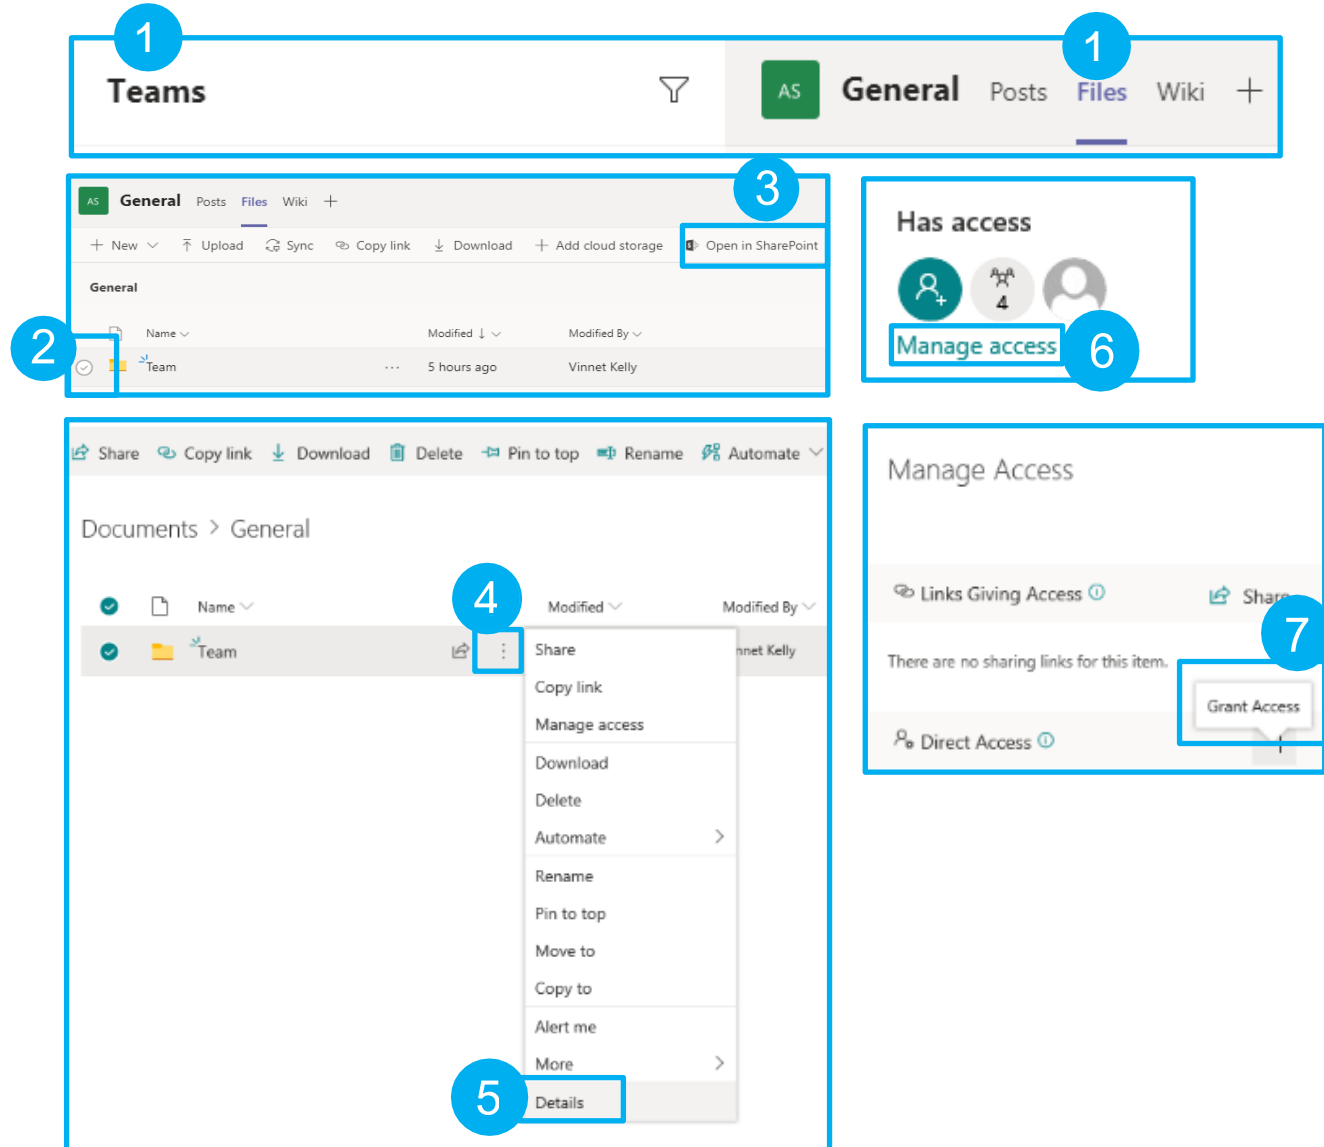 1
1
Teams
AS General Posts Files Wiki
3
AS General Posts Files Wiki
New Upload Sync Copy link Download Add cloud storage Open in SharePoint
General
2
Name Modified Modified By
Team ... 5 hours ago Vinnet Kelly
Has access
4
Manage access
6
Share Copy link Download Delete Pin to top Rename Automate
Documents > General
4
Name Modified Modified By
Team nnet Kelly
Share
Copy link
Manage access
Download
Delete
Automate
Rename
Pin to top
Move to
Copy to
Alert me
More
5
Details
Manage Access
Links Giving Access Share
7
There are no sharing links for this item.
Grant Access
Direct Access